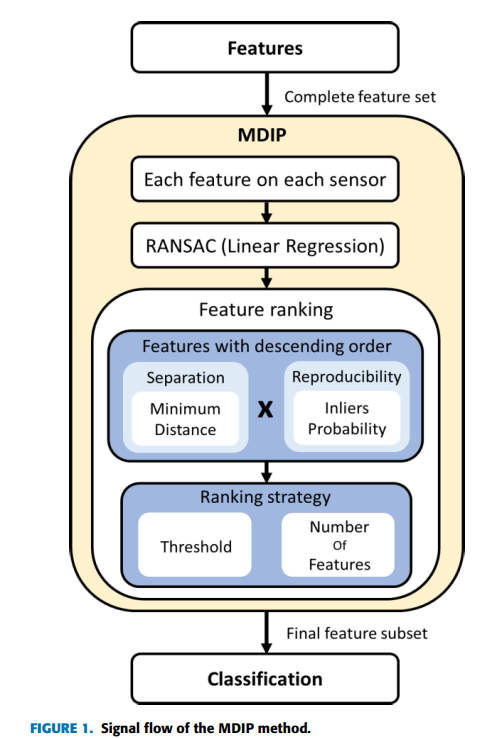 Features
Complete feature set
MDIP
Each feature on each sensor
RANSAC (Linear Regression)
Feature ranking
Features with descending order
Separation
Minimum
Distance
X
Reproducibility
Inliers
Probability
Ranking strategy
Threshold
Number
Of
Features
Final feature subset
Classification
FIGURE 1. Signal flow of the MDIP method.